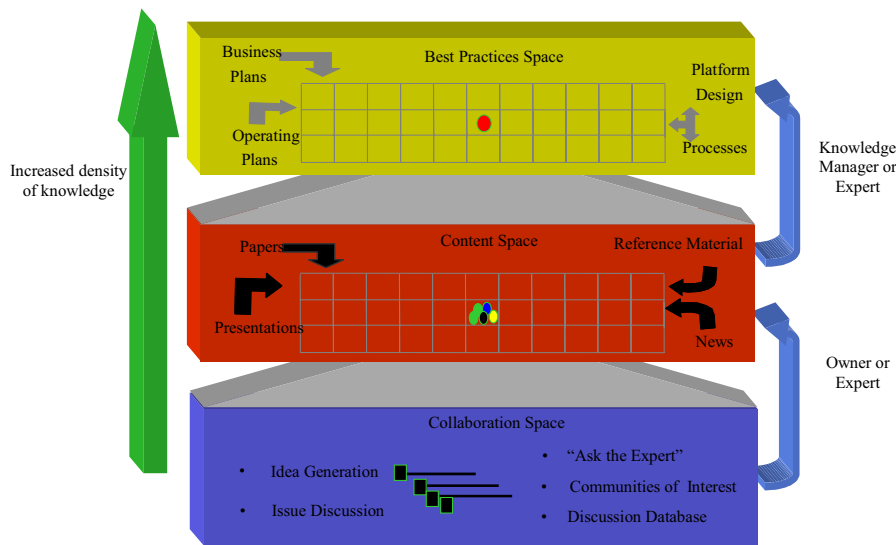 Business
Plans
Best Practices Space
Platform
Design
Operating
Plans
Processes
Increased density
of knowledge
Knowledge
Manager or
Expert
Papers
Content Space
Reference Material
Presentations
News
Owner or
Expert
Collaboration Space
• Idea Generation
• Issue Discussion
• “Ask the Expert”
• Communities of Interest
• Discussion Database